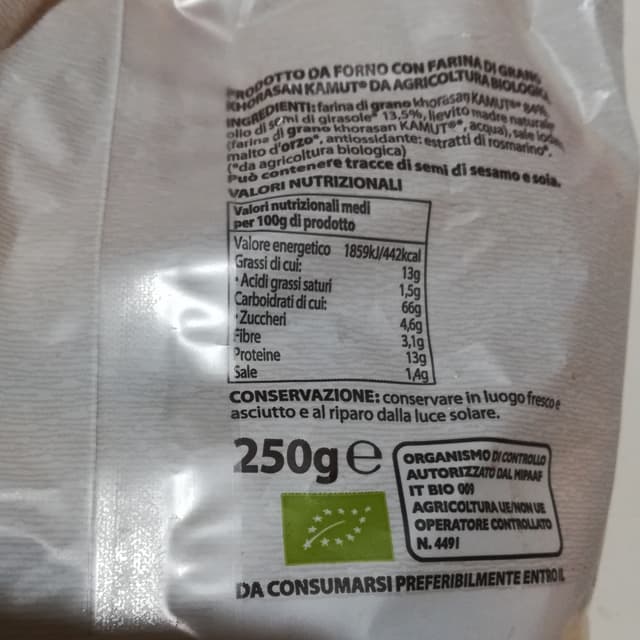 PRODOTTO DA FORNO CON FARINA DI GRANO
KHORASAN KAMUT® DA AGRICOLTURA BIOLOGICA
INGREDIENTI: farina di grano khorasan KAMUT®* 84%,
olio di semi di girasole* 13,5%, lievito madre naturale
(farina di grano khorasan KAMUT®*, acqua), sale iodato,
malto d'orzo*, antiossidante: estratti di rosmarino*.
(*da agricoltura biologica)
Può contenere tracce di semi di sesamo e soia.
VALORI NUTRIZIONALI
Valori nutrizionali medi
per 100g di prodotto
Valore energetico 1859kJ/442kcal
Grassi di cui: 13g
• Acidi grassi saturi 1,5g
Carboidrati di cui: 66g
• Zuccheri 4,6g
Fibre 3,1g
Proteine 13g
Sale 1,4g
CONSERVAZIONE: conservare in luogo fresco e
asciutto e al riparo dalla luce solare.
250g e
ORGANISMO DI CONTROLLO
AUTORIZZATO DAL MIPAAF
IT BIO 009
AGRICOLTURA UE/NON UE
OPERATORE CONTROLLATO
N. 4491
DA CONSUMARSI PREFERIBILMENTE ENTRO IL